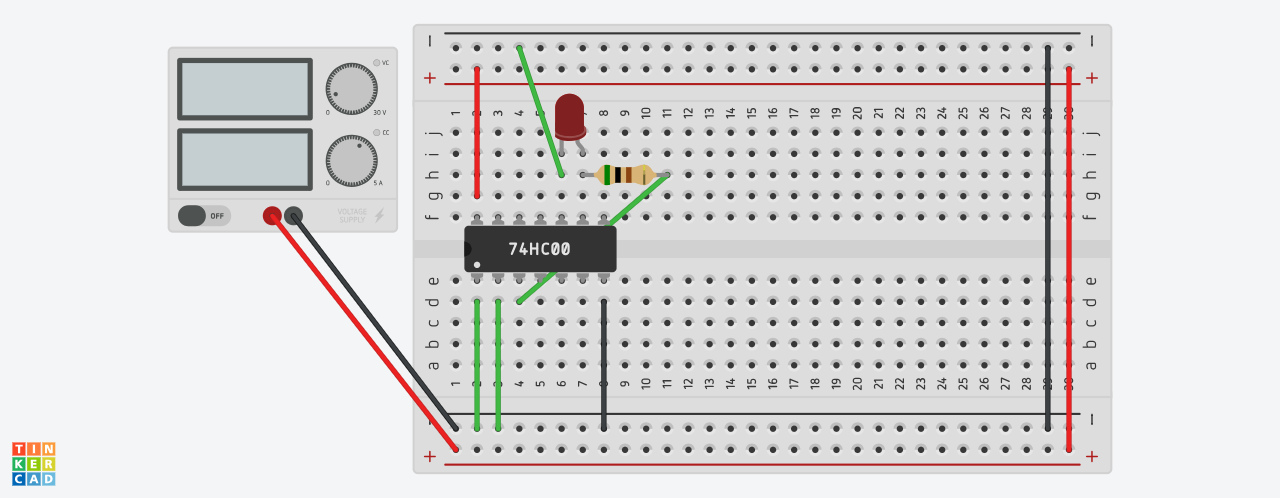 VC
0
30 V
CC
0
5 A
OFF
VOLTAGE
SUPPLY
−
+
−
+
1 2 3 4 5 8 9 10 11 12 13 14 15 16 17 18 19 20 21 22 23 24 25 26 27 28 29 30
j
i
h
g
f
j
i
h
g
f
74HC00
e
d
c
b
a
e
d
c
b
a
1 2 3 4 5 6 7 8 9 10 11 12 13 14 15 16 17 18 19 20 21 22 23 24 25 26 27 28 29 30
−
+
−
+
TIN
KER
CAD